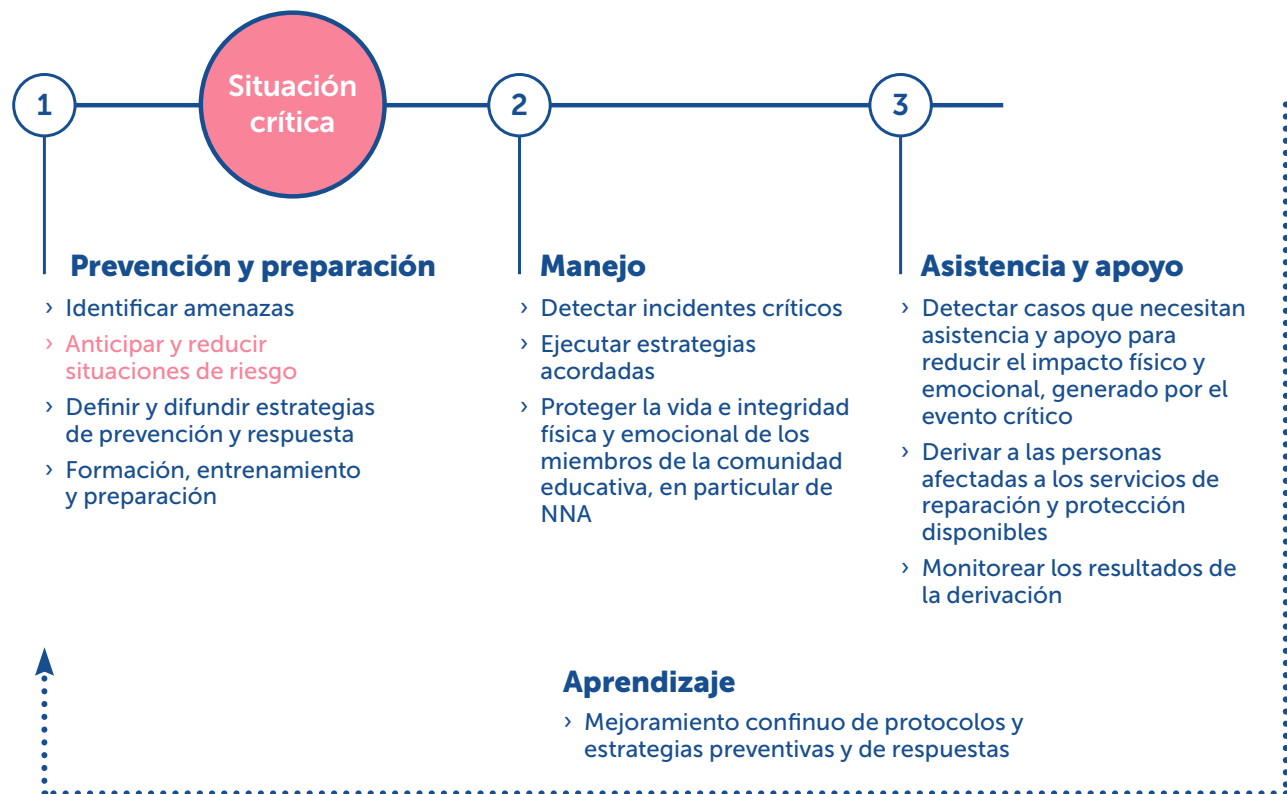 1
Situación
crítica
2
3
Prevención y preparación
› Identificar amenazas
› Anticipar y reducir
situaciones de riesgo
› Definir y difundir estrategias
de prevención y respuesta
› Formación, entrenamiento
y preparación
Manejo
› Detectar incidentes críticos
› Ejecutar estrategias
acordadas
› Proteger la vida e integridad
física y emocional de los
miembros de la comunidad
educativa, en particular de
NNA
Asistencia y apoyo
› Detectar casos que necesitan
asistencia y apoyo para
reducir el impacto físico y
emocional, generado por el
evento crítico
› Derivar a las personas
afectadas a los servicios de
reparación y protección
disponibles
› Monitorear los resultados de
la derivación
Aprendizaje
› Mejoramiento confinuo de protocolos y
estrategias preventivas y de respuestas